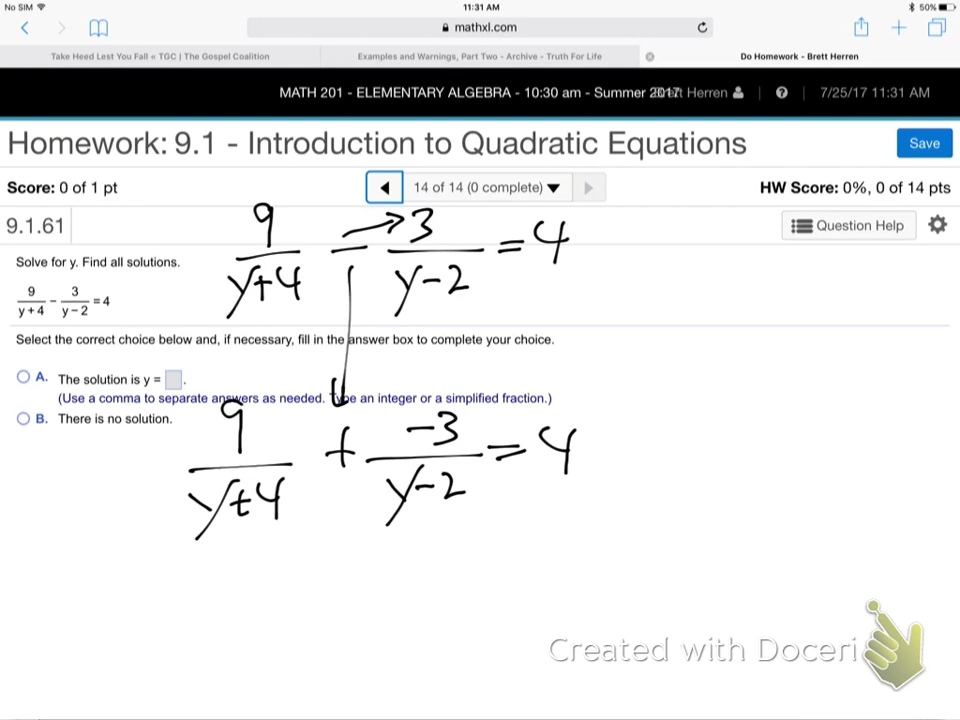 No SIM 11:31 AM 50%
mathxl.com
Take Heed Lest You Fall « TGC | The Gospel Coalition Examples and Warnings, Part Two - Archive - Truth For Life Do Homework - Brett Herren
MATH 201 - ELEMENTARY ALGEBRA - 10:30 am - Summer 2017 Herren ? 7/25/17 11:31 AM
Homework: 9.1 - Introduction to Quadratic Equations Save
Score: 0 of 1 pt 14 of 14 (0 complete) HW Score: 0%, 0 of 14 pts
9.1.61 Question Help
Solve for y. Find all solutions.
9 3
― - ― = 4
y + 4 y - 2
9 3
― − ― = 4
y+4 y-2
Select the correct choice below and, if necessary, fill in the answer box to complete your choice.
A. The solution is y = .
(Use a comma to separate answers as needed. Type an integer or a simplified fraction.)
B. There is no solution.
9 -3
― + ― = 4
y+4 y-2
Created with Doceri